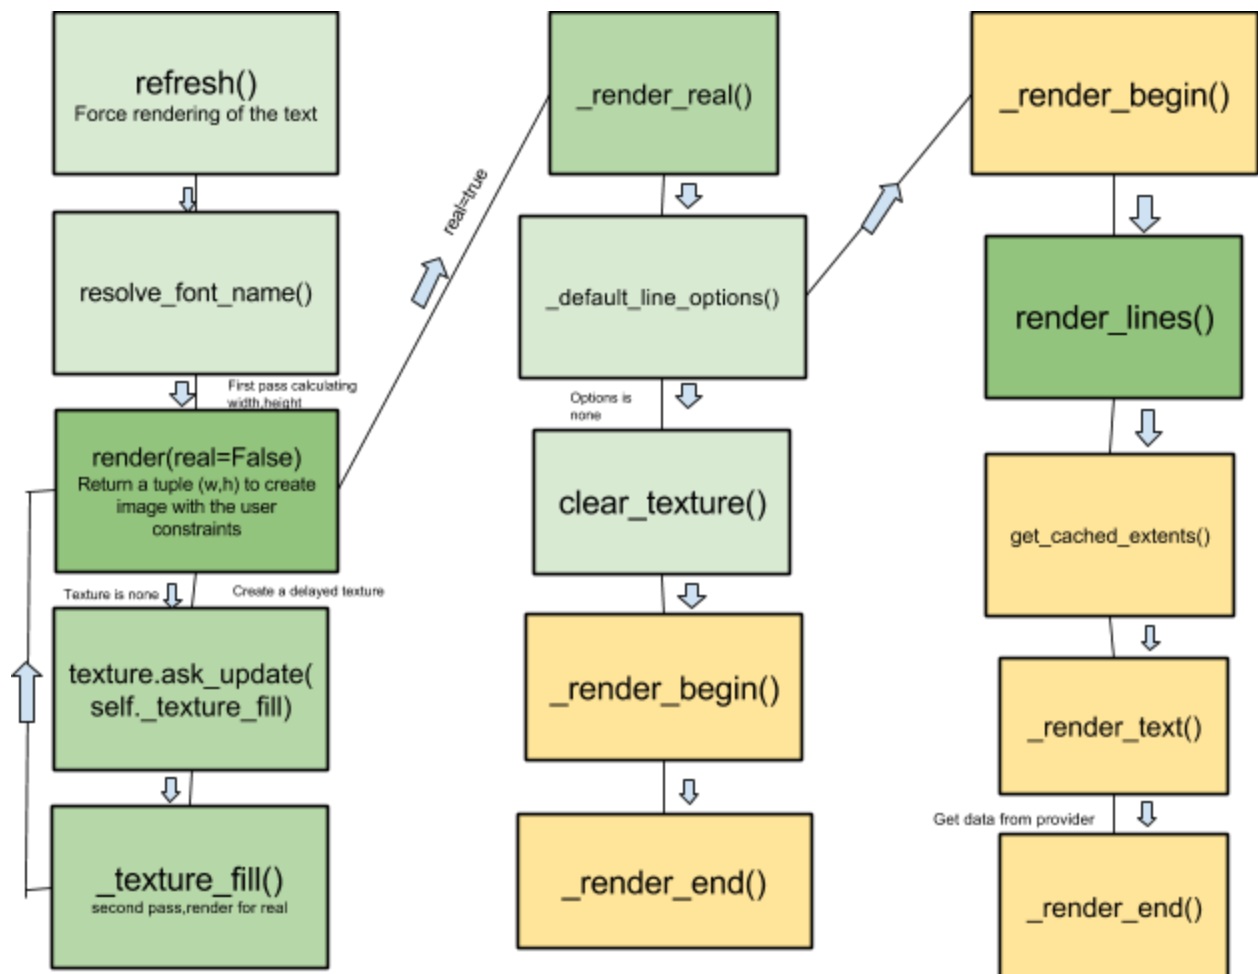 refresh()
Force rendering of the text
resolve_font_name()
First pass calculating
width,height
render(real=False)
Return a tuple (w,h) to create
image with the user
constraints
Texture is none
Create a delayed texture
texture.ask_update(
self._texture_fill)
_texture_fill()
second pass,render for real
real=true
_render_real()
_default_line_options()
Options is
none
clear_texture()
_render_begin()
_render_end()
_render_begin()
render_lines()
get_cached_extents()
_render_text()
Get data from provider
_render_end()